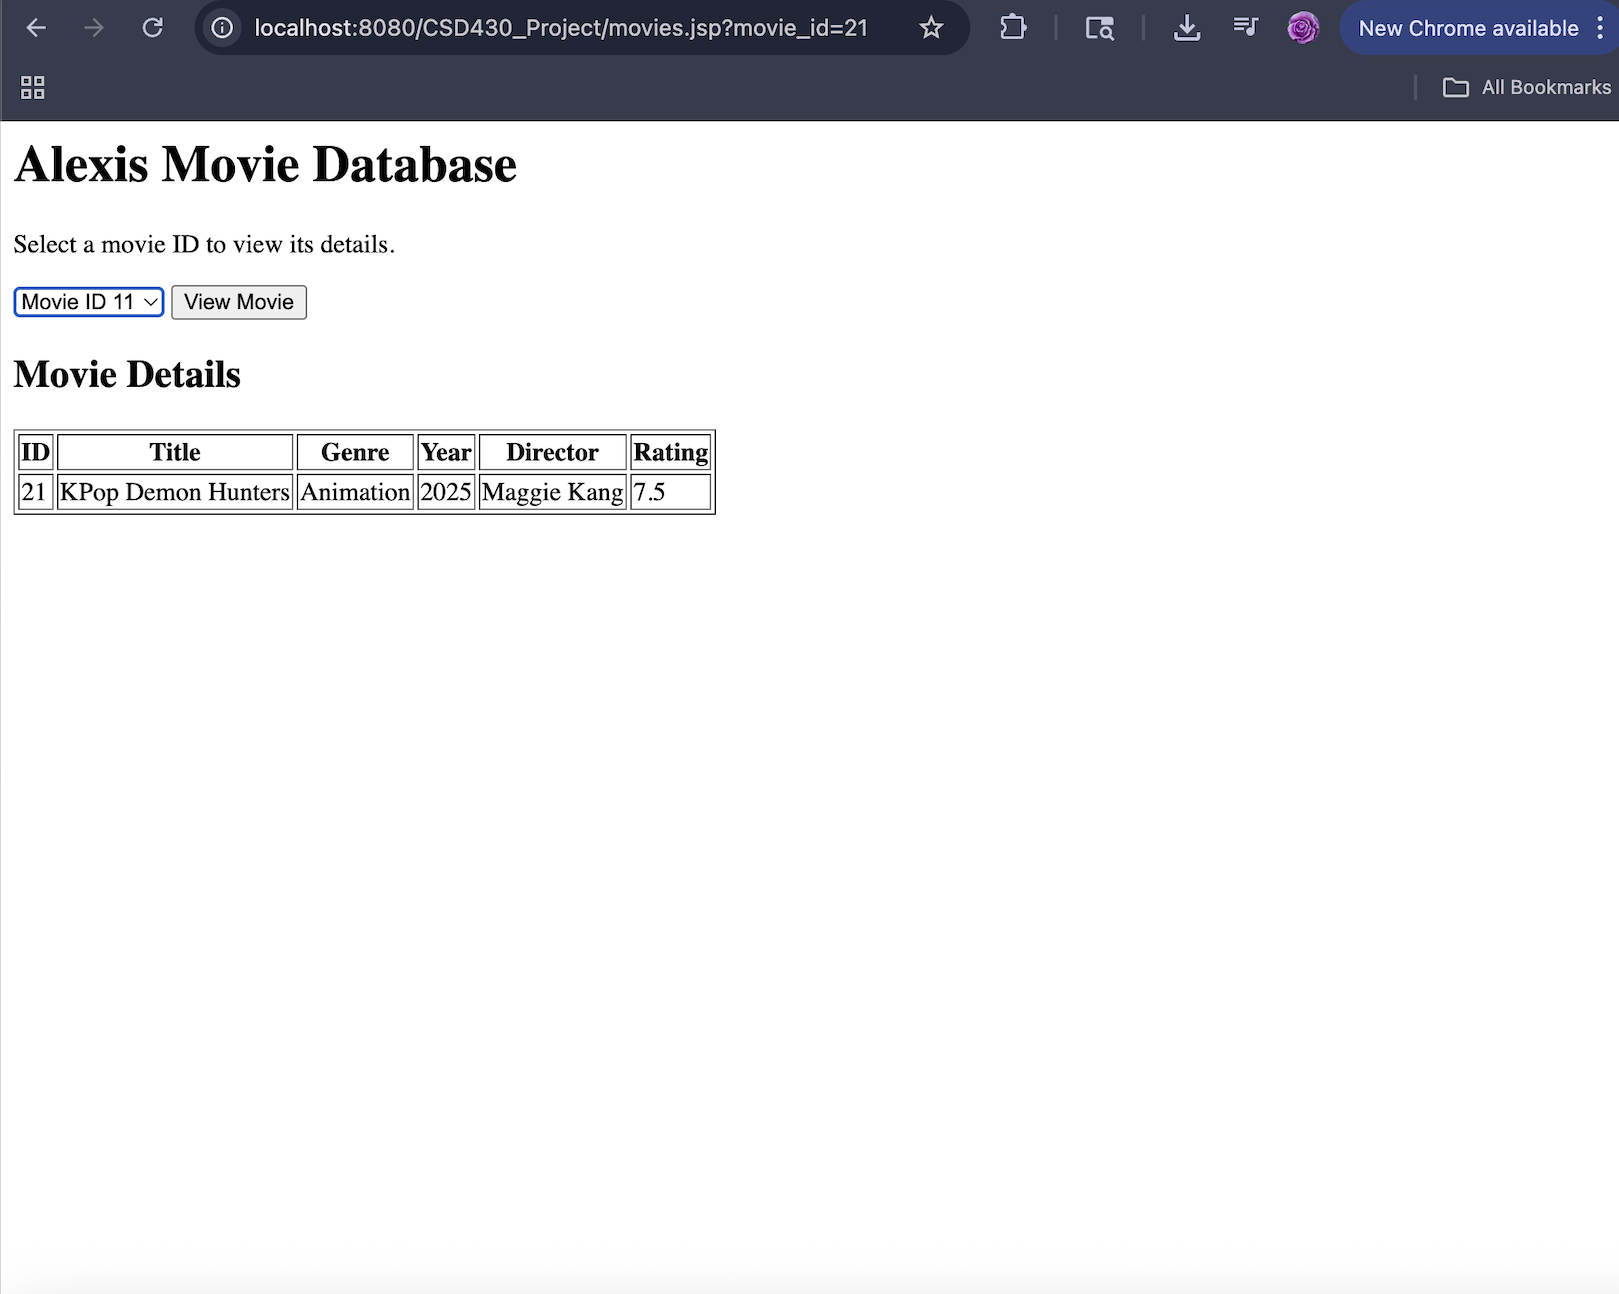 localhost:8080/CSD430_Project/movies.jsp?movie_id=21
New Chrome available
All Bookmarks
Alexis Movie Database
Select a movie ID to view its details.
Movie ID 11 View Movie
Movie Details
ID Title Genre Year Director Rating
21 KPop Demon Hunters Animation 2025 Maggie Kang 7.5